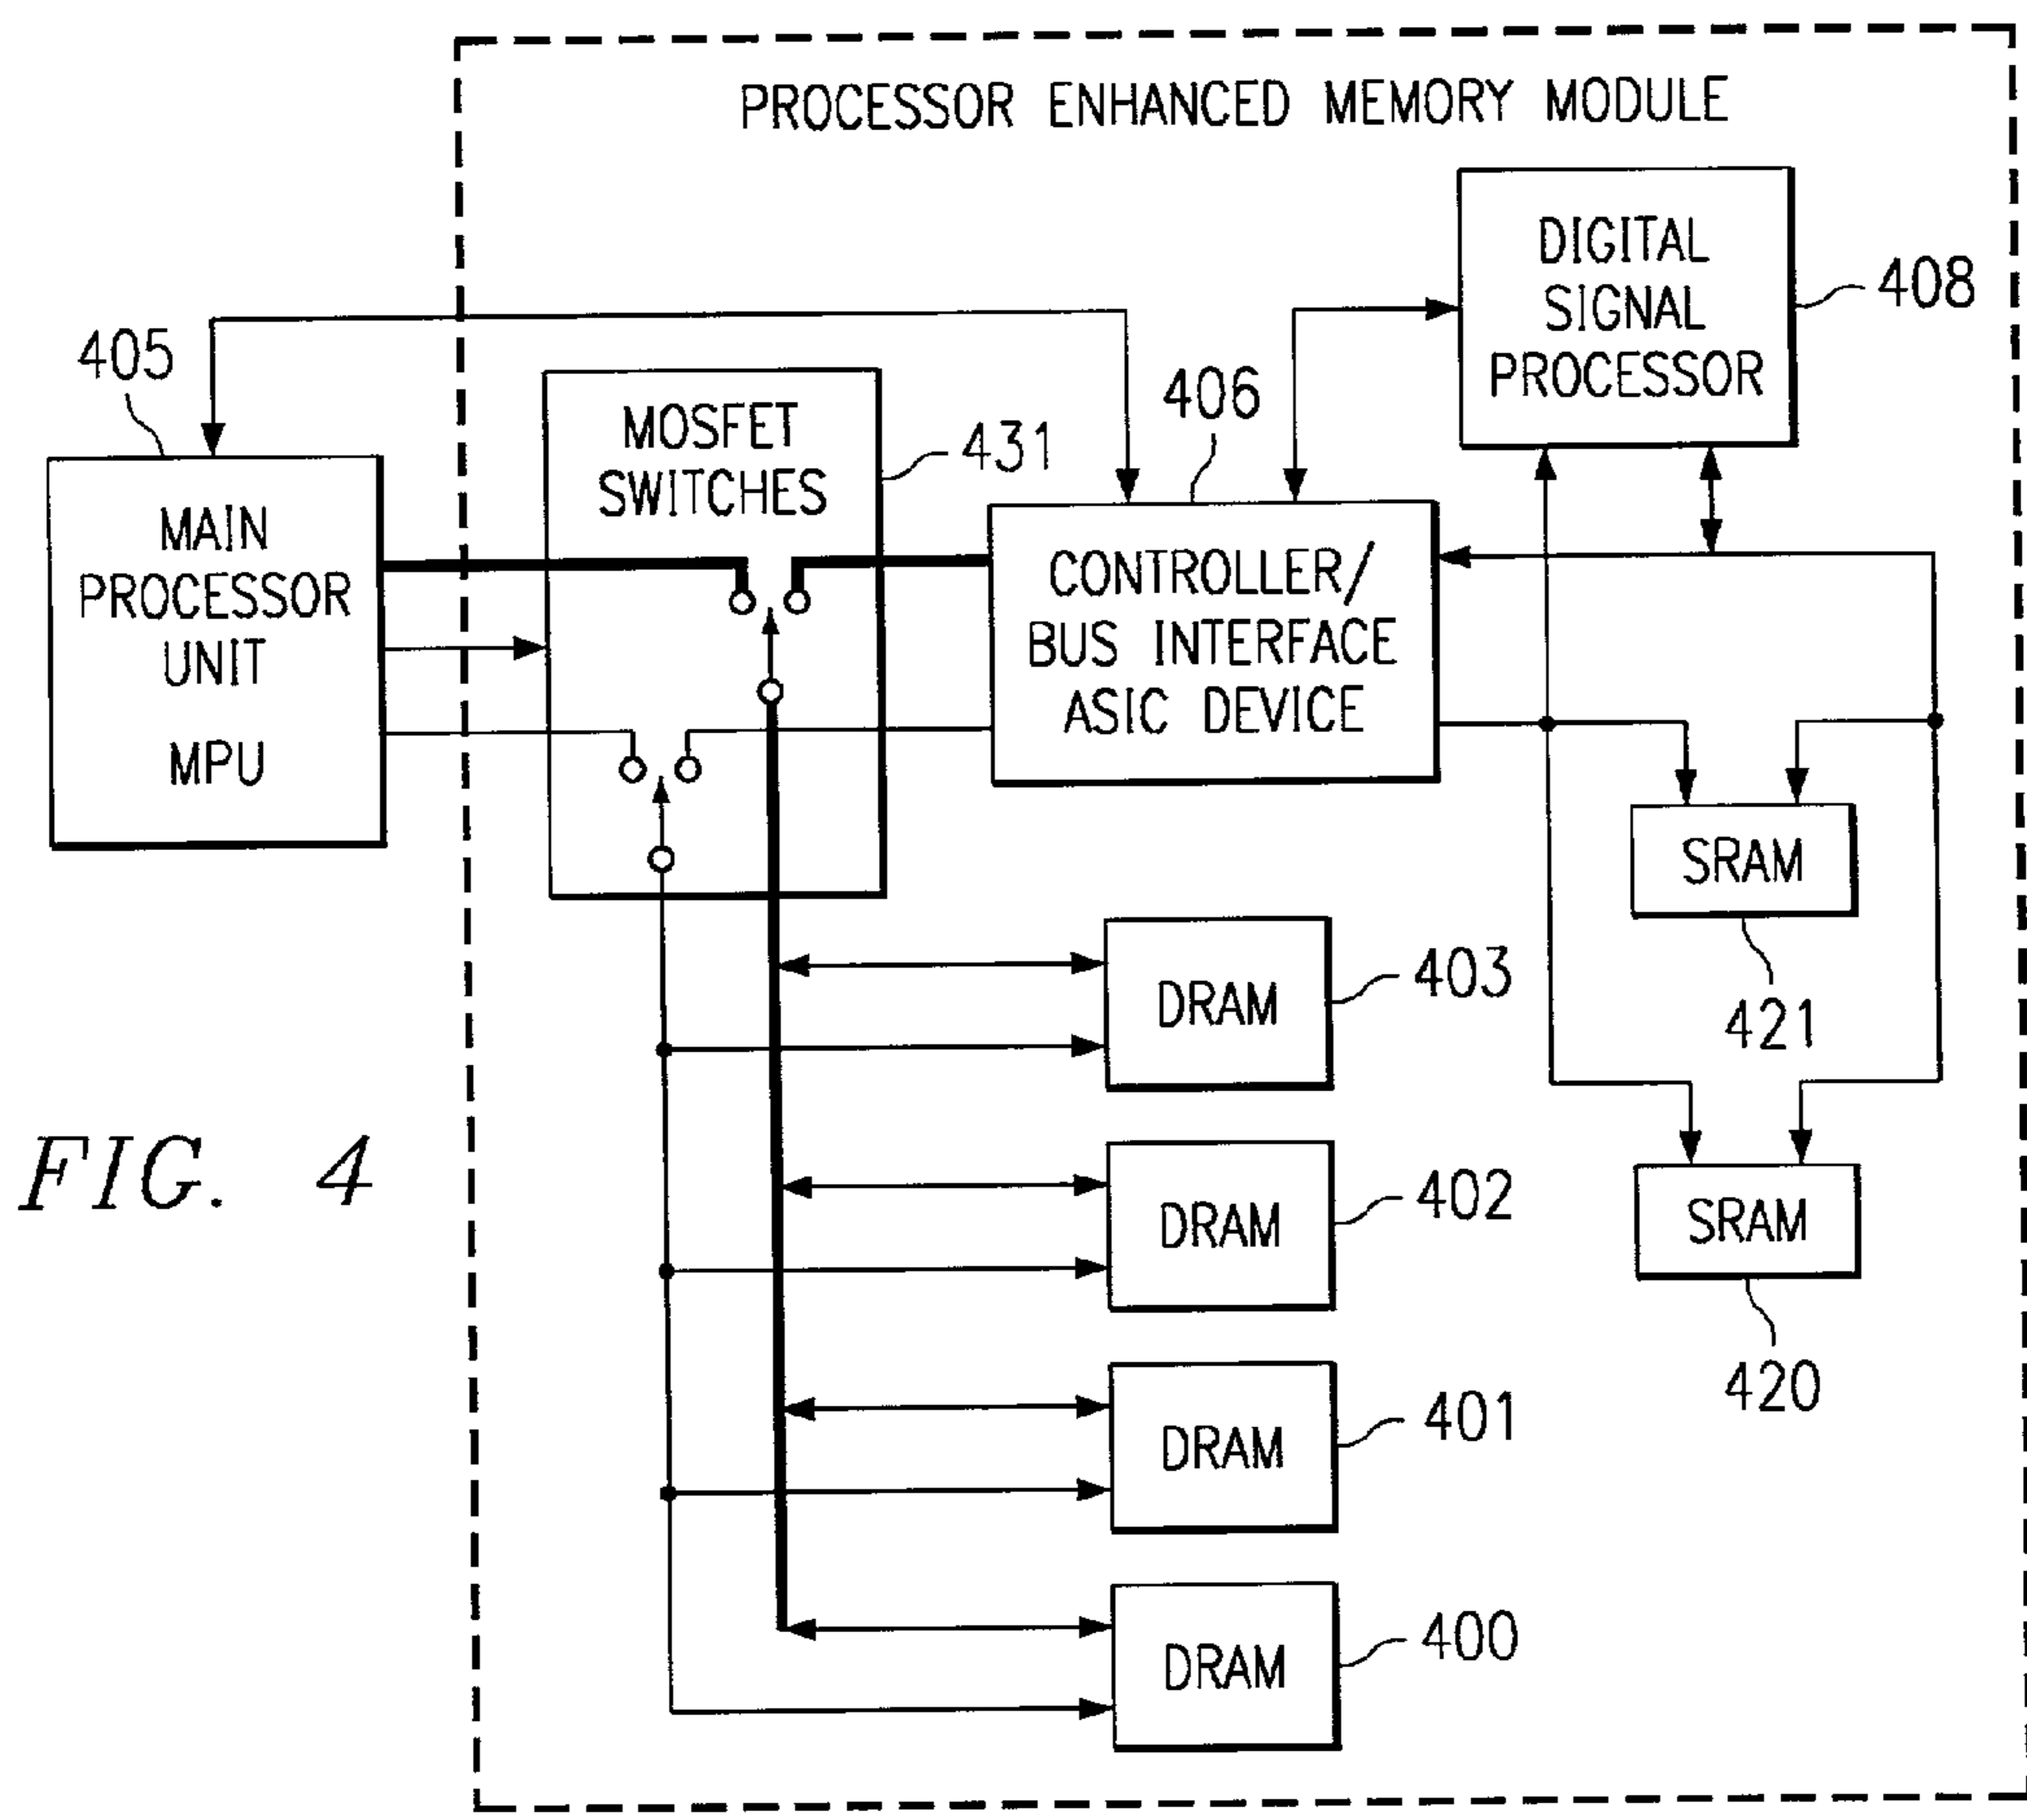 PROCESSOR ENHANCED MEMORY MODULE
DIGITAL
SIGNAL
PROCESSOR
408
405
406
MOSFET
SWITCHES
431
MAIN
PROCESSOR
UNIT
MPU
CONTROLLER/
BUS INTERFACE
ASIC DEVICE
SRAM
421
DRAM
403
SRAM
420
DRAM
402
DRAM
401
DRAM
400
FIG. 4